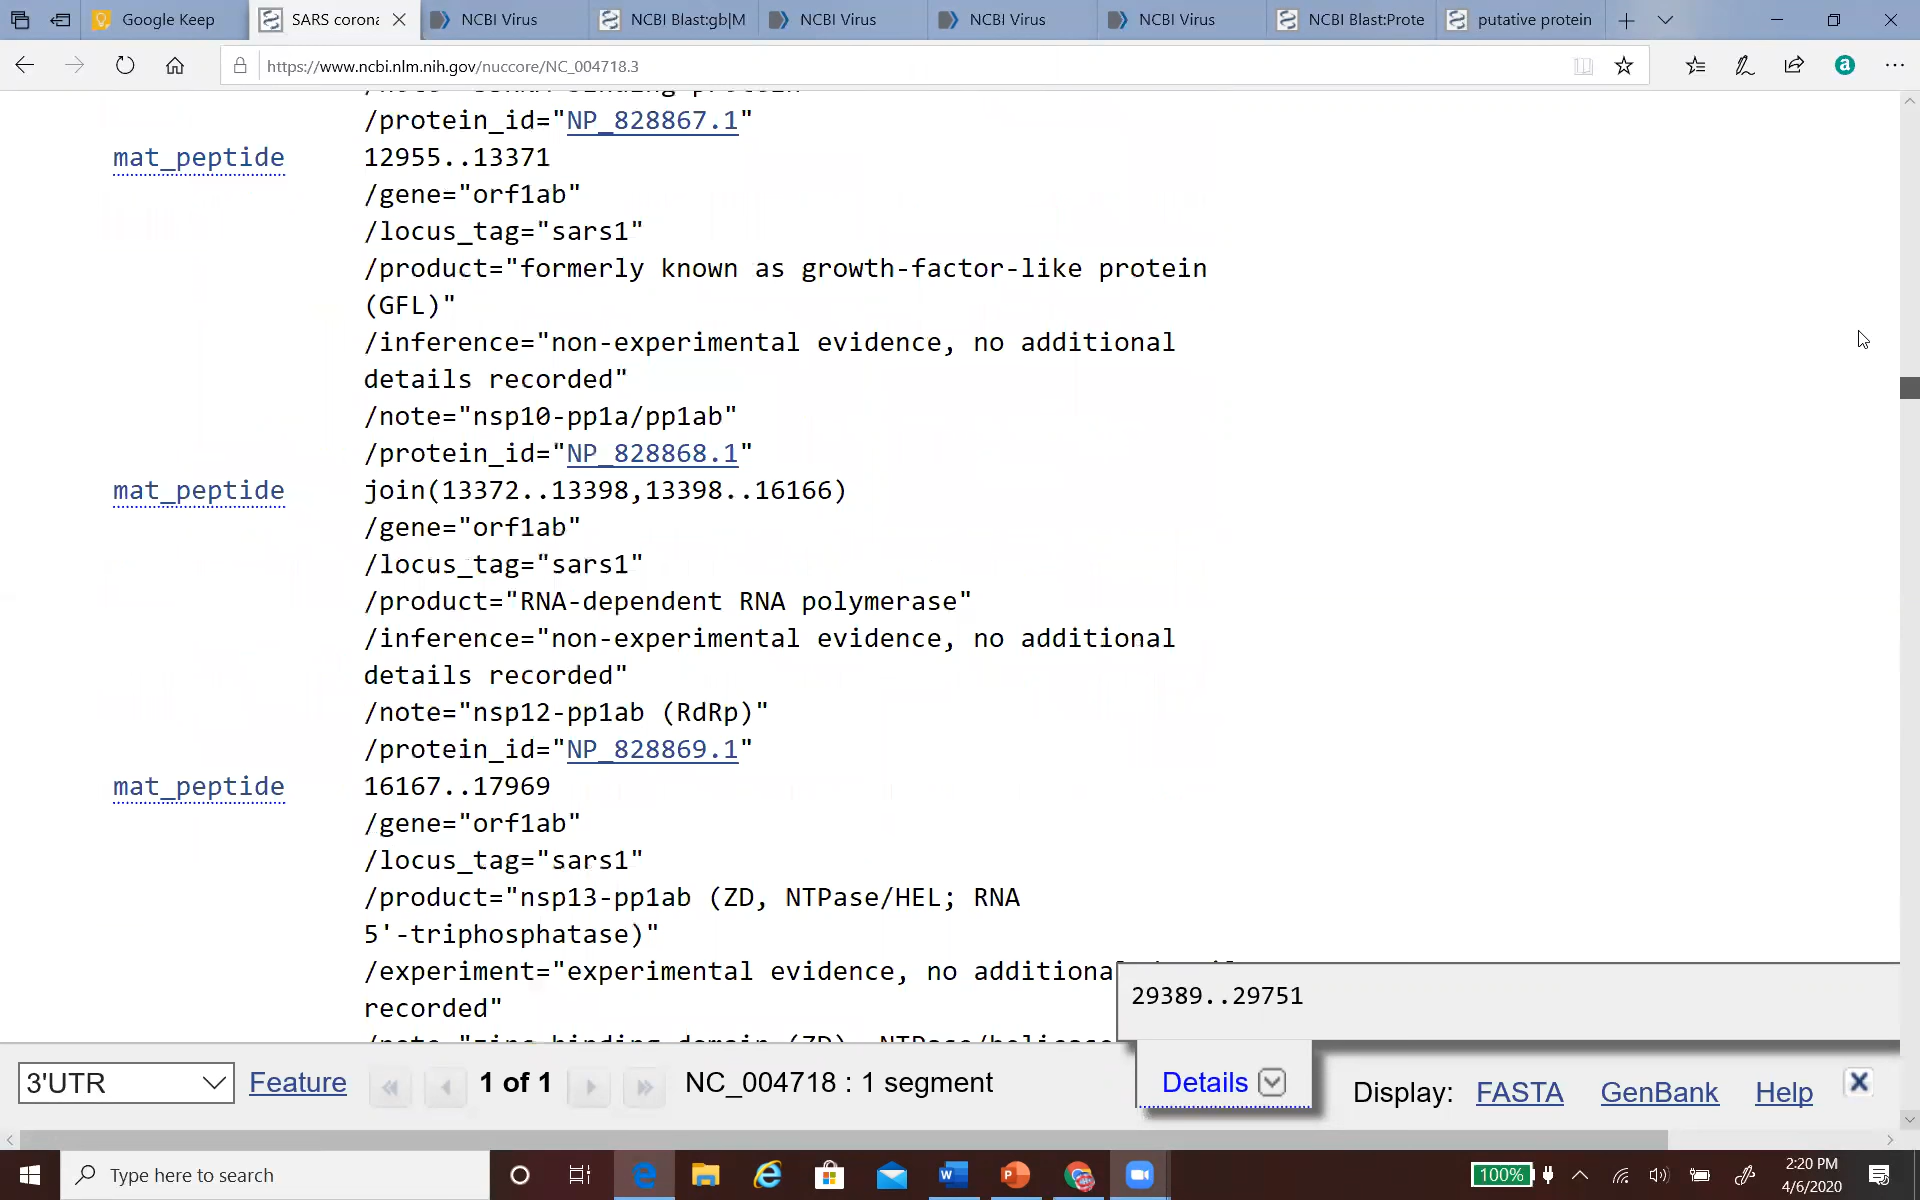 Google Keep
SARS corona
NCBI Virus
NCBI Blast:gb|M
NCBI Virus
NCBI Virus
NCBI Virus
NCBI Blast:Prote
putative protein
https://www.ncbi.nlm.nih.gov/nuccore/NC_004718.3
a
/protein_id="NP_828867.1"
mat_peptide 12955..13371
/gene="orf1ab"
/locus_tag="sars1"
/product="formerly known as growth-factor-like protein
(GFL)"
/inference="non-experimental evidence, no additional
details recorded"
/note="nsp10-pp1a/pp1ab"
/protein_id="NP_828868.1"
mat_peptide join(13372..13398,13398..16166)
/gene="orf1ab"
/locus_tag="sars1"
/product="RNA-dependent RNA polymerase"
/inference="non-experimental evidence, no additional
details recorded"
/note="nsp12-pp1ab (RdRp)"
/protein_id="NP_828869.1"
mat_peptide 16167..17969
/gene="orf1ab"
/locus_tag="sars1"
/product="nsp13-pp1ab (ZD, NTPase/HEL; RNA
5'-triphosphatase)"
/experiment="experimental evidence, no additional
recorded"
29389..29751
3'UTR Feature 1 of 1 NC_004718 : 1 segment Details Display: FASTA GenBank Help
Type here to search
100%
2:20 PM
4/6/2020